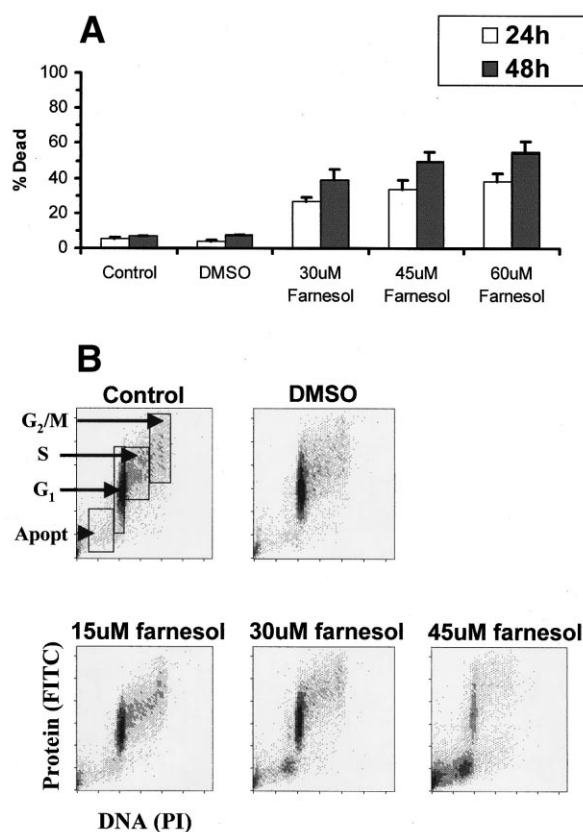 A
24h
48h
% Dead
100
80
60
40
20
0
Control
DMSO
30uM
Farnesol
45uM
Farnesol
60uM
Farnesol
B
Control
DMSO
G2/M
S
G1
Apopt
15uM farnesol
30uM farnesol
45uM farnesol
Protein (FITC)
DNA (PI)